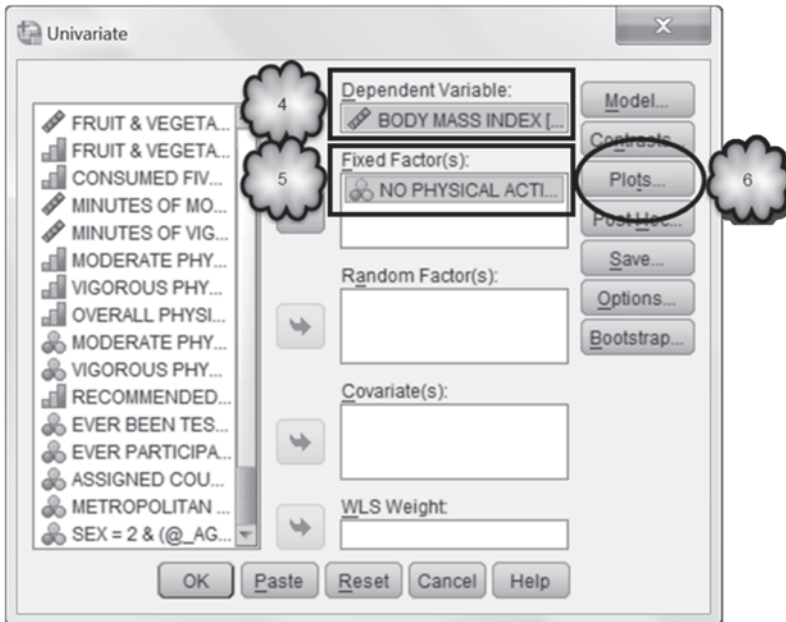 Univariate
FRUIT & VEGETA...
FRUIT & VEGETA...
CONSUMED FIV...
MINUTES OF MO...
MINUTES OF VIG...
MODERATE PHY...
VIGOROUS PHY...
OVERALL PHYSI...
MODERATE PHY...
VIGOROUS PHY...
RECOMMENDED...
EVER BEEN TES...
EVER PARTICIPA...
ASSIGNED COU...
METROPOLITAN ...
SEX = 2 & (@_AG...
4
Dependent Variable:
BODY MASS INDEX [...
5
Fixed Factor(s):
NO PHYSICAL ACTI...
Random Factor(s):
Covariate(s):
WLS Weight:
Model...
Contrasts...
Plots...
6
Post Hoc...
Save...
Options...
Bootstrap...
OK
Paste
Reset
Cancel
Help